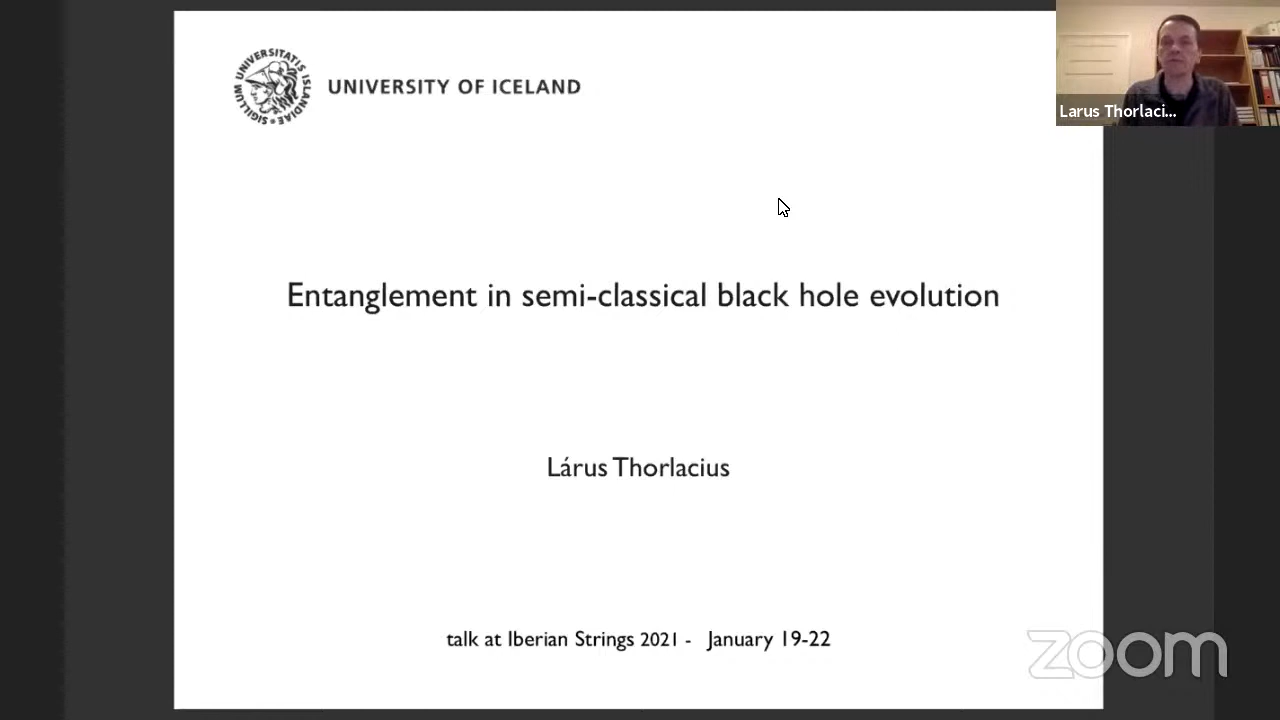 SIGILLUM UNIVERSITATIS ISLANDIAE
UNIVERSITY OF ICELAND
Larus Thorlaci...
Entanglement in semi-classical black hole evolution
Lárus Thorlacius
talk at Iberian Strings 2021 - January 19-22
zoom